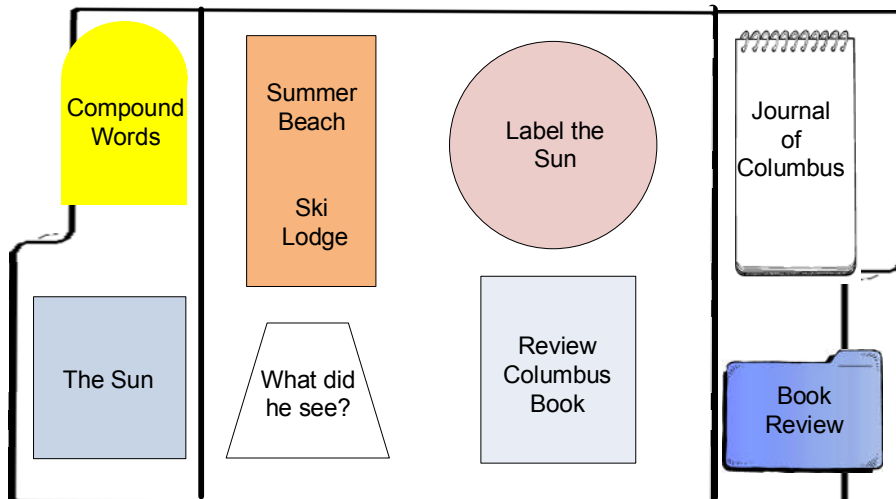 Compound
Words
Summer
Beach
Ski
Lodge
Label the
Sun
Journal
of
Columbus
The Sun
What did
he see?
Review
Columbus
Book
Book
Review